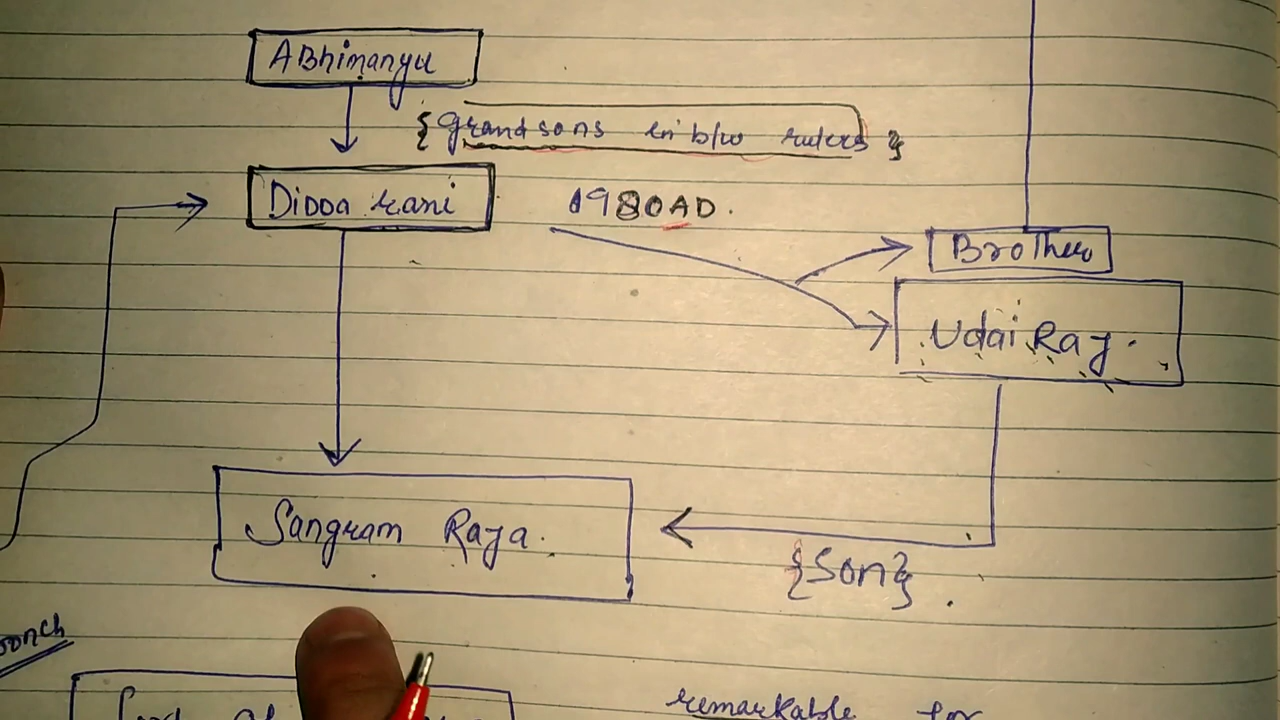 ABhimanyu
{Grandsons in b/w rulers}
Didda rani 1980AD.
Brother
Udai Raj.
Sangram Raja.
{Son}.
remarkable for